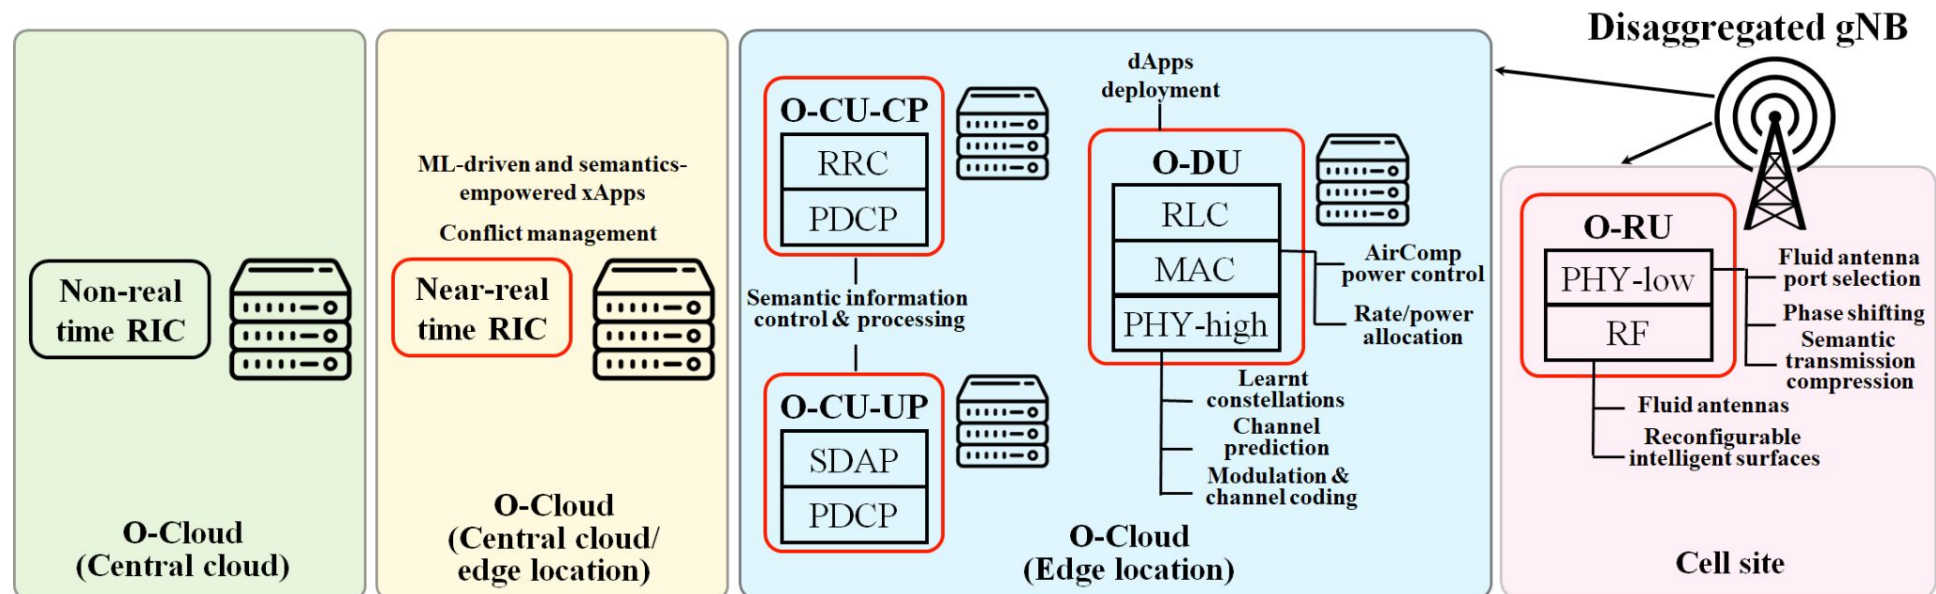 Non-real
time RIC
O-Cloud
(Central cloud)
ML-driven and semantics-
empowered xApps
Conflict management
Near-real
time RIC
O-Cloud
(Central cloud/
edge location)
O-CU-CP
RRC
PDCP
Semantic information
control & processing
O-CU-UP
SDAP
PDCP
dApps
deployment
O-DU
RLC
MAC
PHY-high
AirComp
power control
Rate/power
allocation
Learnt
constellations
Channel
prediction
Modulation &
channel coding
O-Cloud
(Edge location)
Disaggregated gNB
O-RU
PHY-low
RF
Fluid antenna
port selection
Phase shifting
Semantic
transmission
compression
Fluid antennas
Reconfigurable
intelligent surfaces
Cell site